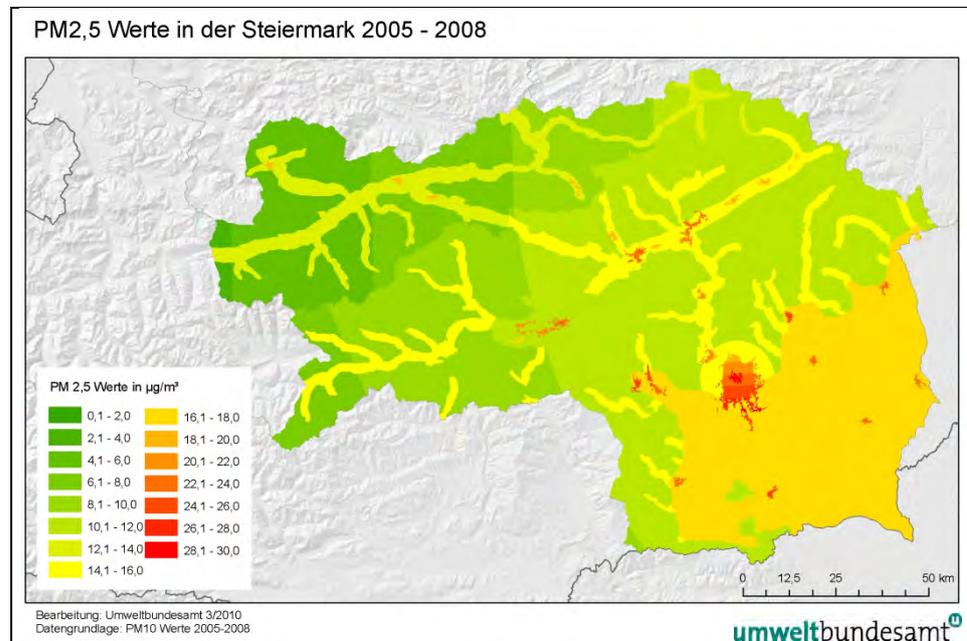 PM2,5 Werte in der Steiermark 2005 - 2008
PM 2,5 Werte in µg/m³
0,1 - 2,0
2,1 - 4,0
4,1 - 6,0
6,1 - 8,0
8,1 - 10,0
10,1 - 12,0
12,1 - 14,0
14,1 - 16,0
16,1 - 18,0
18,1 - 20,0
20,1 - 22,0
22,1 - 24,0
24,1 - 26,0
26,1 - 28,0
28,1 - 30,0
0 12,5 25 50 km
Bearbeitung: Umweltbundesamt 3/2010
Datengrundlage: PM10 Werte 2005-2008
umweltbundesamt u